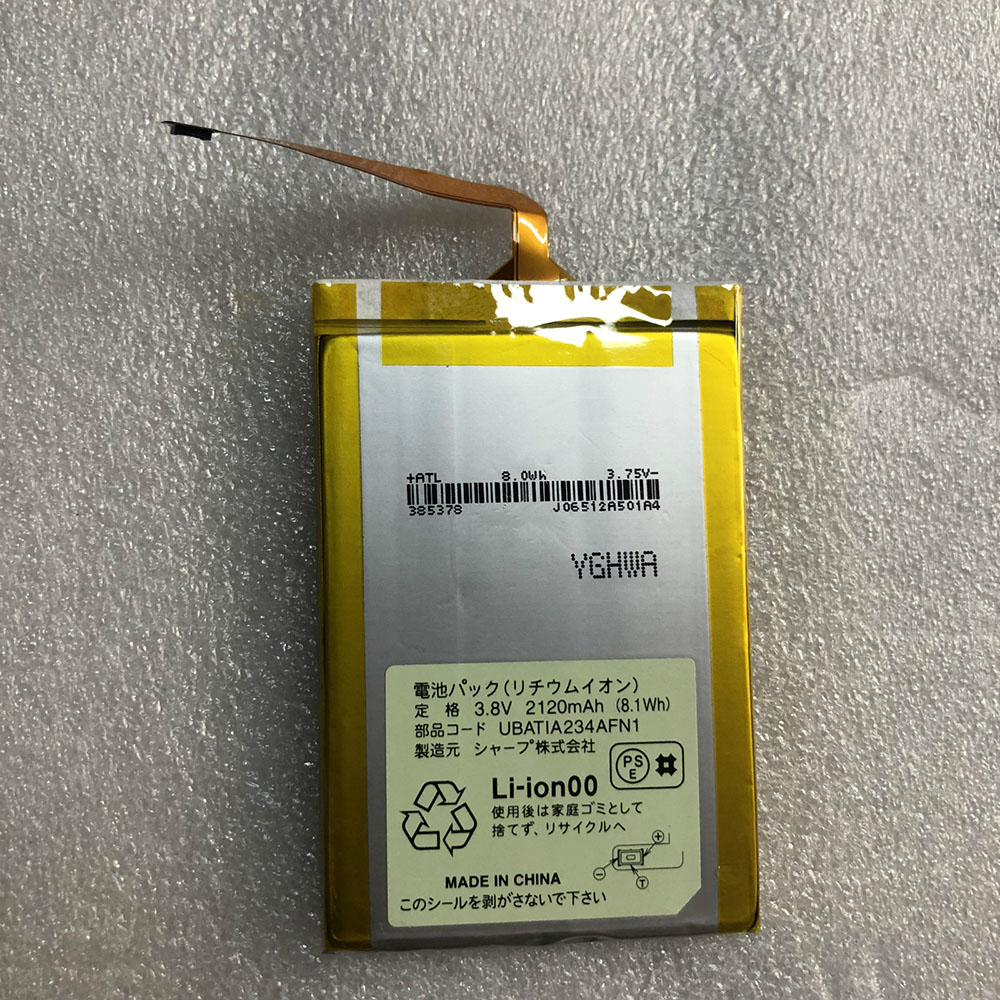 +ATL 8.0Wh 3.75V-
385378 J06512A501A4
YGHWA
電池パック(リチウムイオン)
定 格 3.8V 2120mAh (8.1Wh)
部品コード UBATIA234AFN1
製造元 シャープ株式会社
PS
E
Li-ion00
使用後は家庭ゴミとして
捨てず、リサイクルへ
+
-
T
MADE IN CHINA
このシールを剥がさないで下さい